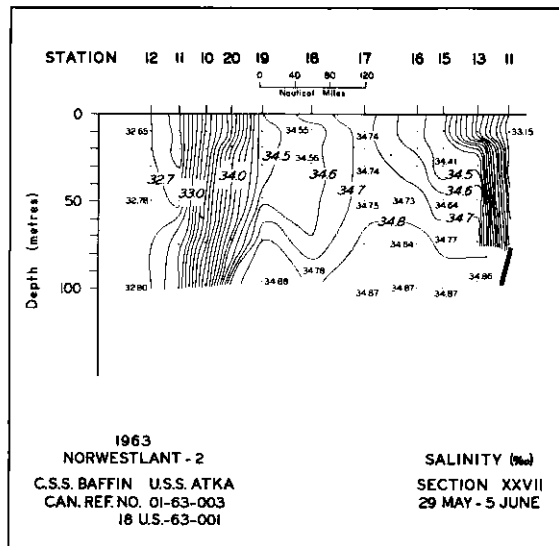 STATION 12 11 10 20 19 18 17 16 15 13 11
0 40 80 120
Nautical Miles
0
50
100
Depth (metres)
32.65 34.55 34.74 33.15
34.5 34.56 34.41
32.7 34.0 34.6 34.74 34.5
33.0 34.7 34.6
32.78 34.75 34.73 34.64
34.8 34.7
34.84 34.77
34.78
32.80 34.88 34.87 34.87 34.87 34.86
1963
NORWESTLANT - 2
C.S.S. BAFFIN U.S.S. ATKA
CAN. REF. NO. 01-63-003
18 U.S.-63-001
SALINITY (‰)
SECTION XXVII
29 MAY - 5 JUNE